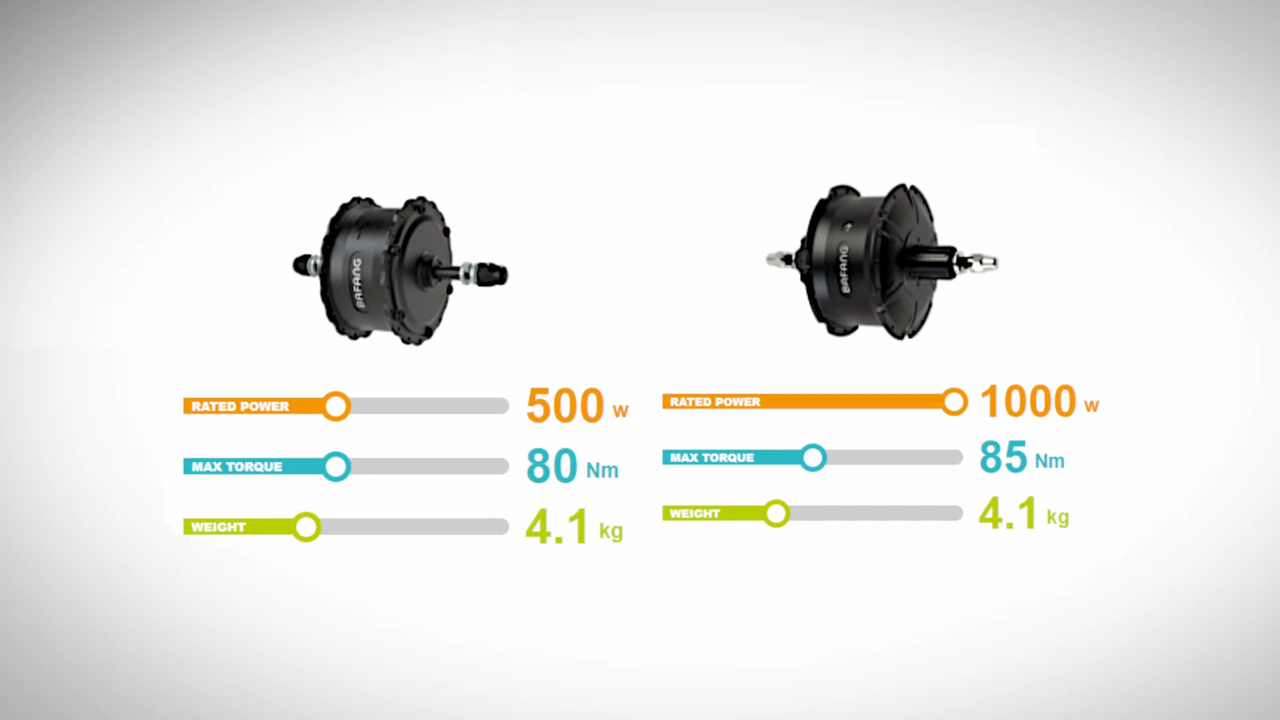 BAFANG
BAFANG
RATED POWER 500 W
MAX TORQUE 80 Nm
WEIGHT 4.1 kg
RATED POWER 1000 W
MAX TORQUE 85 Nm
WEIGHT 4.1 kg